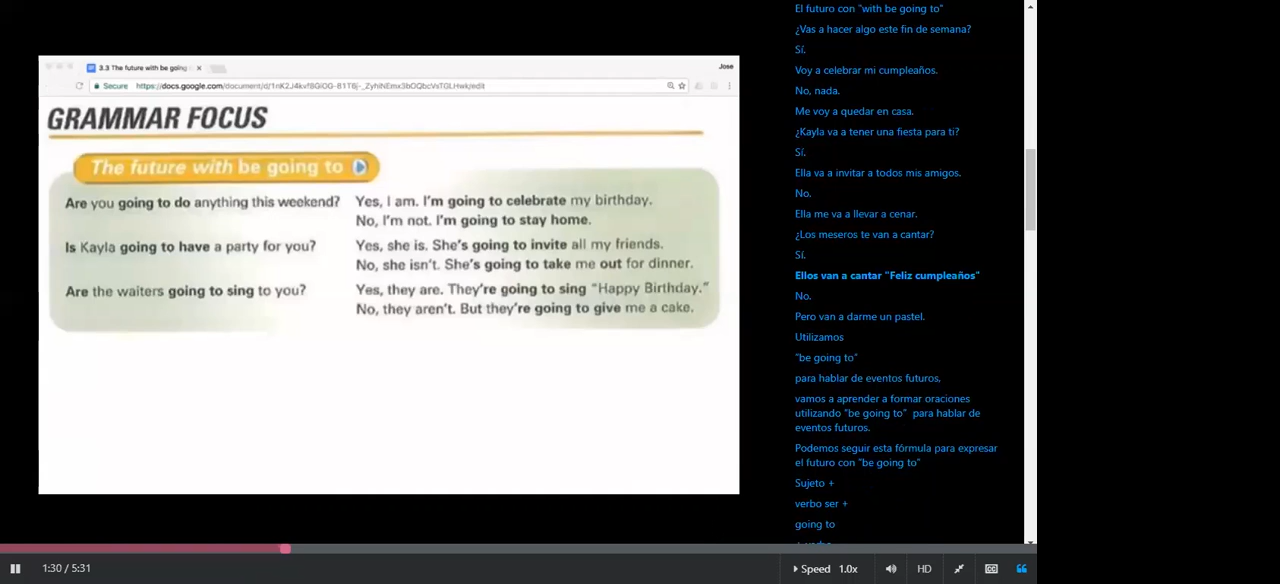 3.3 The future with be going
Jose
Secure
GRAMMAR FOCUS
The future with be going to
Are you going to do anything this weekend? Yes, I am. I'm going to celebrate my birthday.
No, I'm not. I'm going to stay home.
Is Kayla going to have a party for you? Yes, she is. She's going to invite all my friends.
No, she isn't. She's going to take me out for dinner.
Are the waiters going to sing to you? Yes, they are. They're going to sing “Happy Birthday.”
No, they aren't. But they're going to give me a cake.
El futuro con "with be going to"
¿Vas a hacer algo este fin de semana?
Sí.
Voy a celebrar mi cumpleaños.
No, nada.
Me voy a quedar en casa.
¿Kayla va a tener una fiesta para ti?
Sí.
Ella va a invitar a todos mis amigos.
No.
Ella me va a llevar a cenar.
¿Los meseros te van a cantar?
Sí.
Ellos van a cantar "Feliz cumpleaños"
No.
Pero van a darme un pastel.
Utilizamos
"be going to"
para hablar de eventos futuros,
vamos a aprender a formar oraciones
utilizando "be going to" para hablar de
eventos futuros.
Podemos seguir esta fórmula para expresar
el futuro con "be going to"
Sujeto +
verbo ser +
going to
+ verbo
1:30 / 5:31
Speed 1.0x
HD
CC